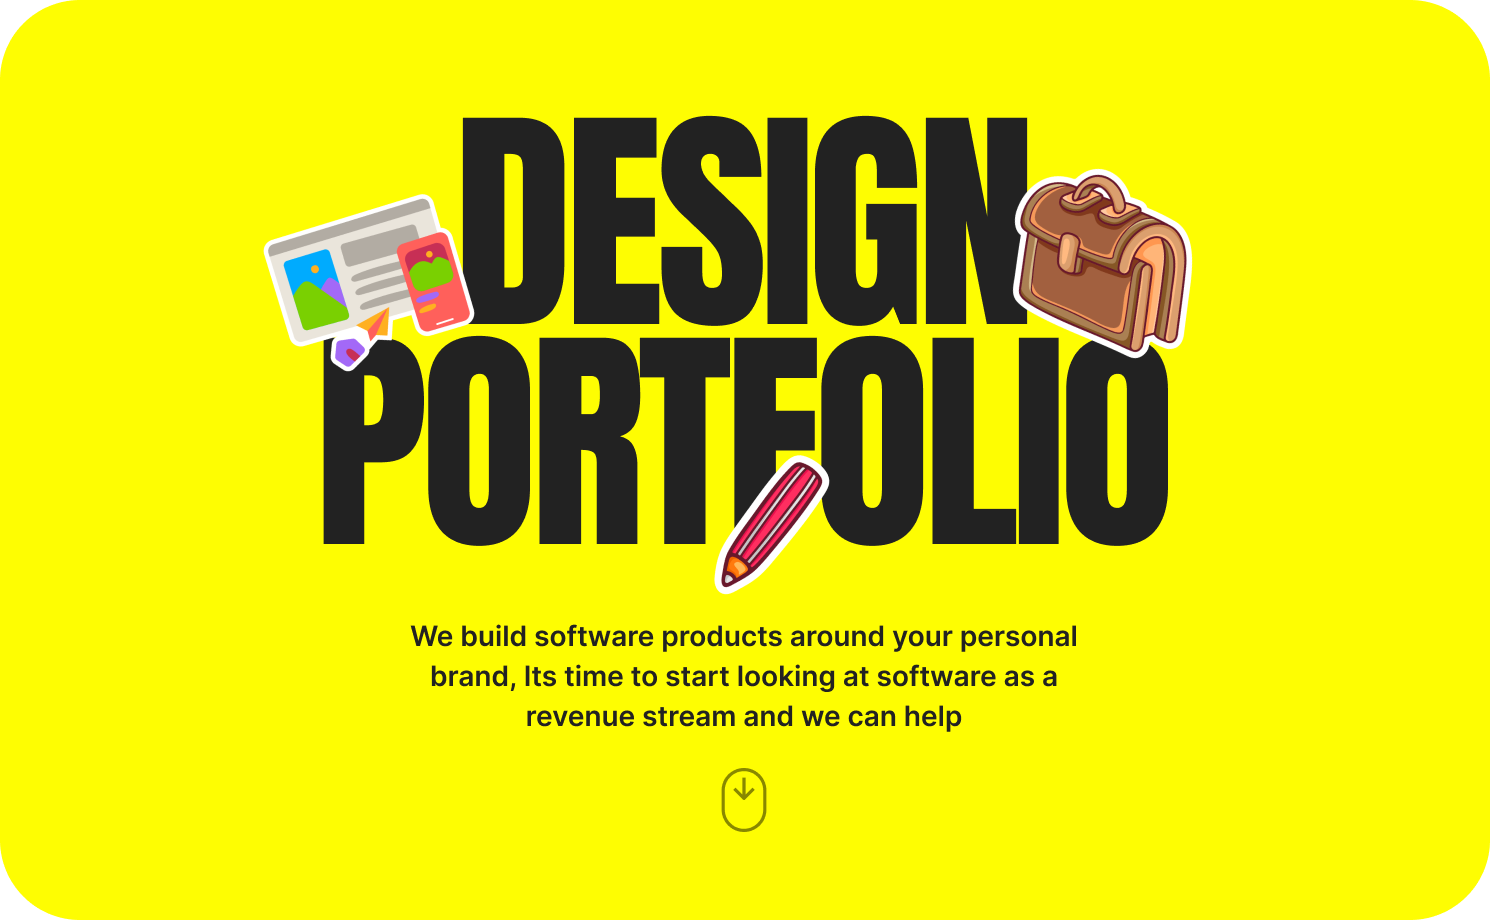 DESIGN
PORTFOLIO
We build software products around your personal
brand, Its time to start looking at software as a
revenue stream and we can help